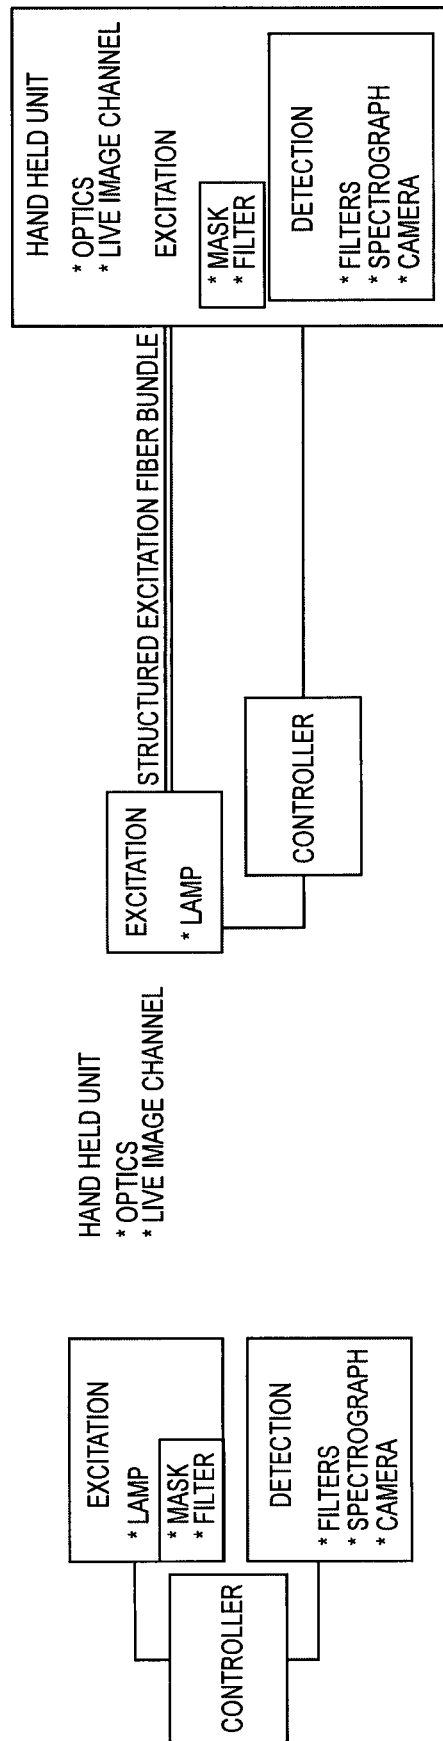 CONTROLLER
EXCITATION
* LAMP
* MASK
* FILTER
DETECTION
* FILTERS
* SPECTROGRAPH
* CAMERA
HAND HELD UNIT
* OPTICS
* LIVE IMAGE CHANNEL
EXCITATION
* LAMP
CONTROLLER
STRUCTURED EXCITATION FIBER BUNDLE
HAND HELD UNIT
* OPTICS
* LIVE IMAGE CHANNEL
EXCITATION
* MASK
* FILTER
DETECTION
* FILTERS
* SPECTROGRAPH
* CAMERA